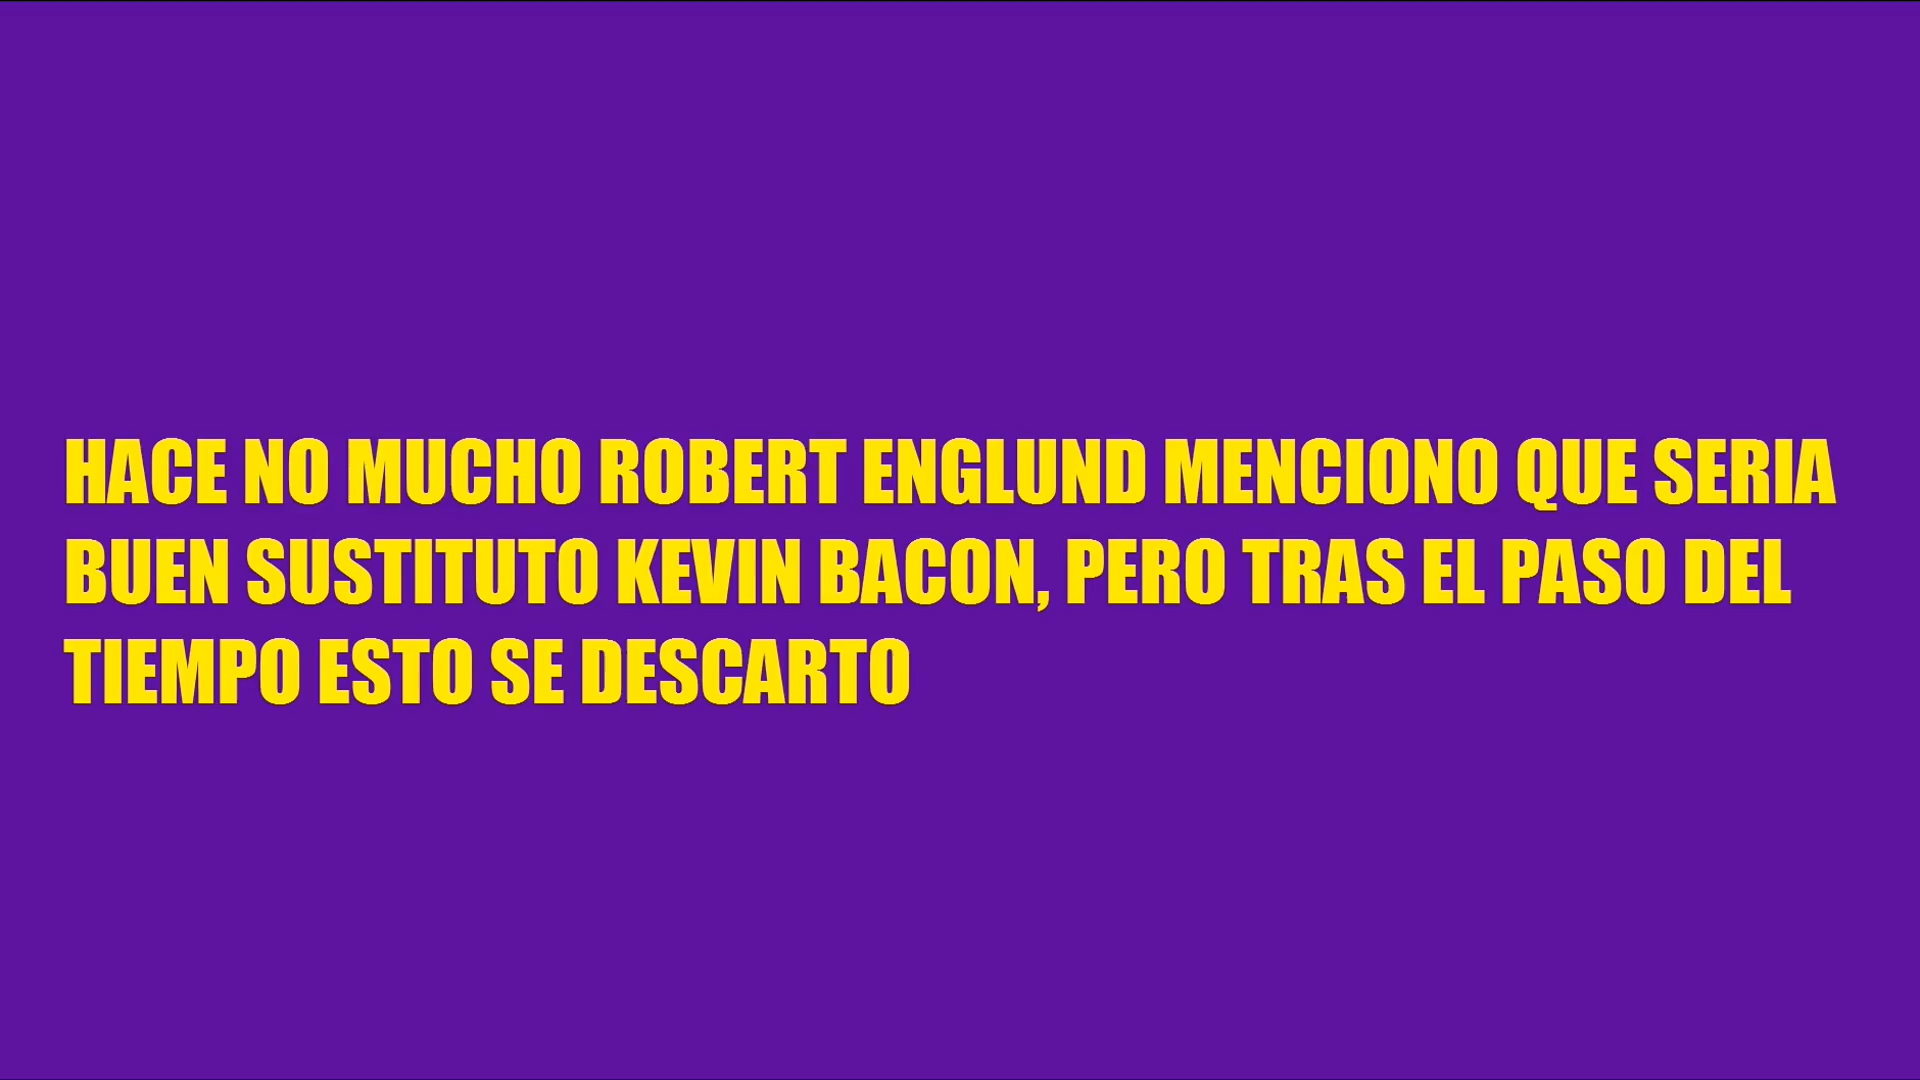 HACE NO MUCHO ROBERT ENGLUND MENCIONO QUE SERIA
BUEN SUSTITUTO KEVIN BACON, PERO TRAS EL PASO DEL
TIEMPO ESTO SE DESCARTO